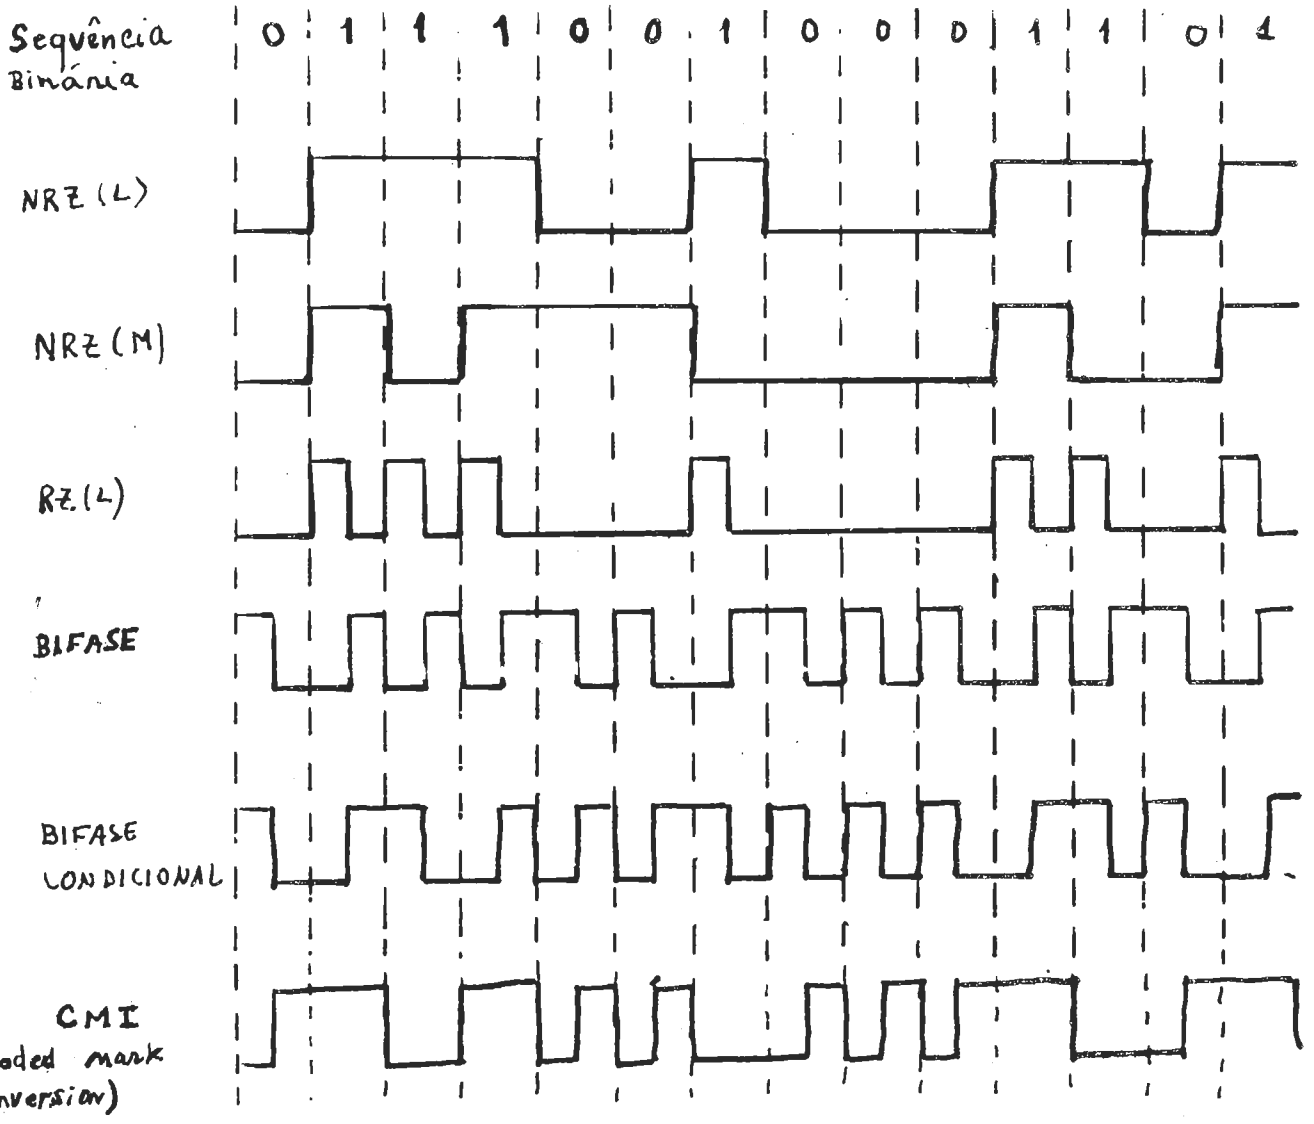 Seqvência 0 1 1 1 0 0 1 0 0 0 1 1 0 1
Binária
NRZ (L)
NRZ (M)
RZ (L)
BIFASE
BIFASE
CONDICIONAL
CMI
oded mark
nversion)